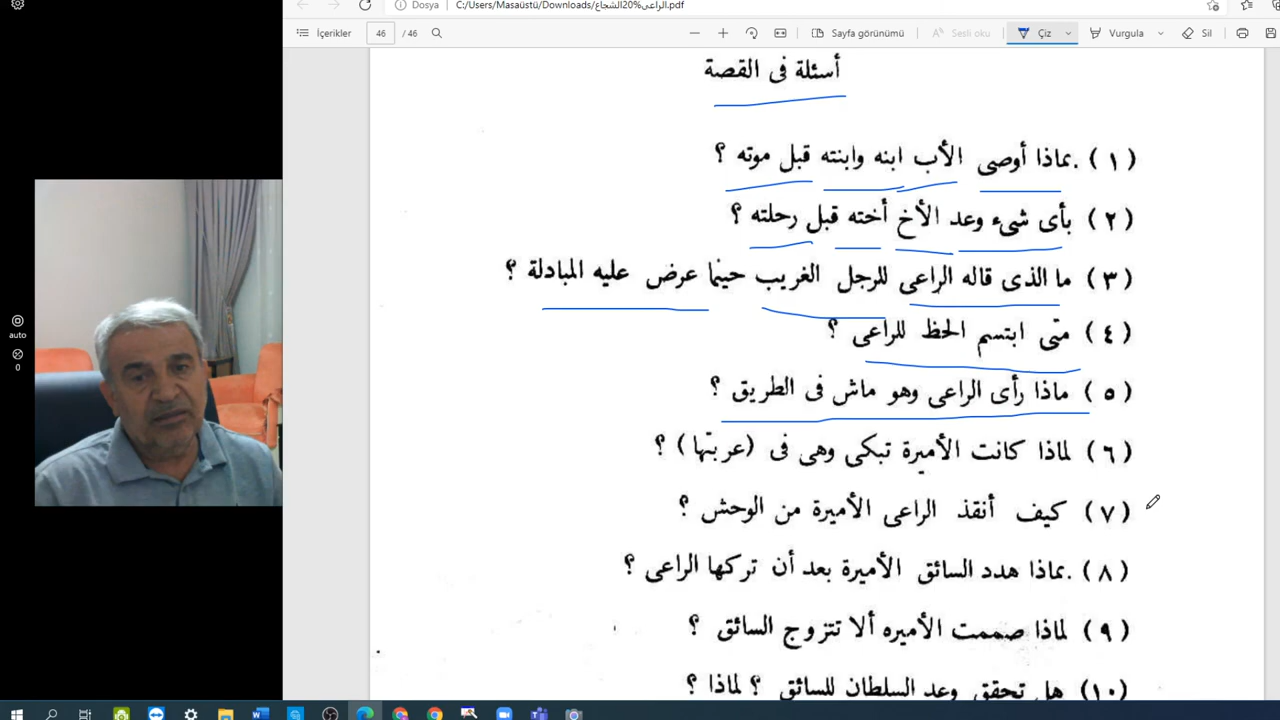 Dosya
C:/Users/Masaüstü/Downloads/الراعى%20الشجاع.pdf
İçerikler
46
/ 46
Sayfa görünümü
Sesli oku
Çiz
Vurgula
Sil
أسئلة فى القصة
(١) بماذا أوصى الأب ابنه وابنته قبل موته ؟
(٢) بأى شىء وعد الأخ أخته قبل رحلته ؟
(٣) ما الذى قاله الراعى للرجل الغريب حينما عرض عليه المبادلة ؟
(٤) متى ابتسم الحظ للراعى ؟
(٥) ماذا رأى الراعى وهو ماش فى الطريق ؟
(٦) لماذا كانت الأميرة تبكى وهى فى (عربتها) ؟
(٧) كيف أنقذ الراعى الأميرة من الوحش ؟
(٨) بماذا هدد السائق الأميرة بعد أن تركها الراعى ؟
(٩) لماذا صممت الأميره ألا تتزوج السائق ؟
(١٠) هل تحقق وعد السلطان للسائق ؟ لماذا ؟
auto
0